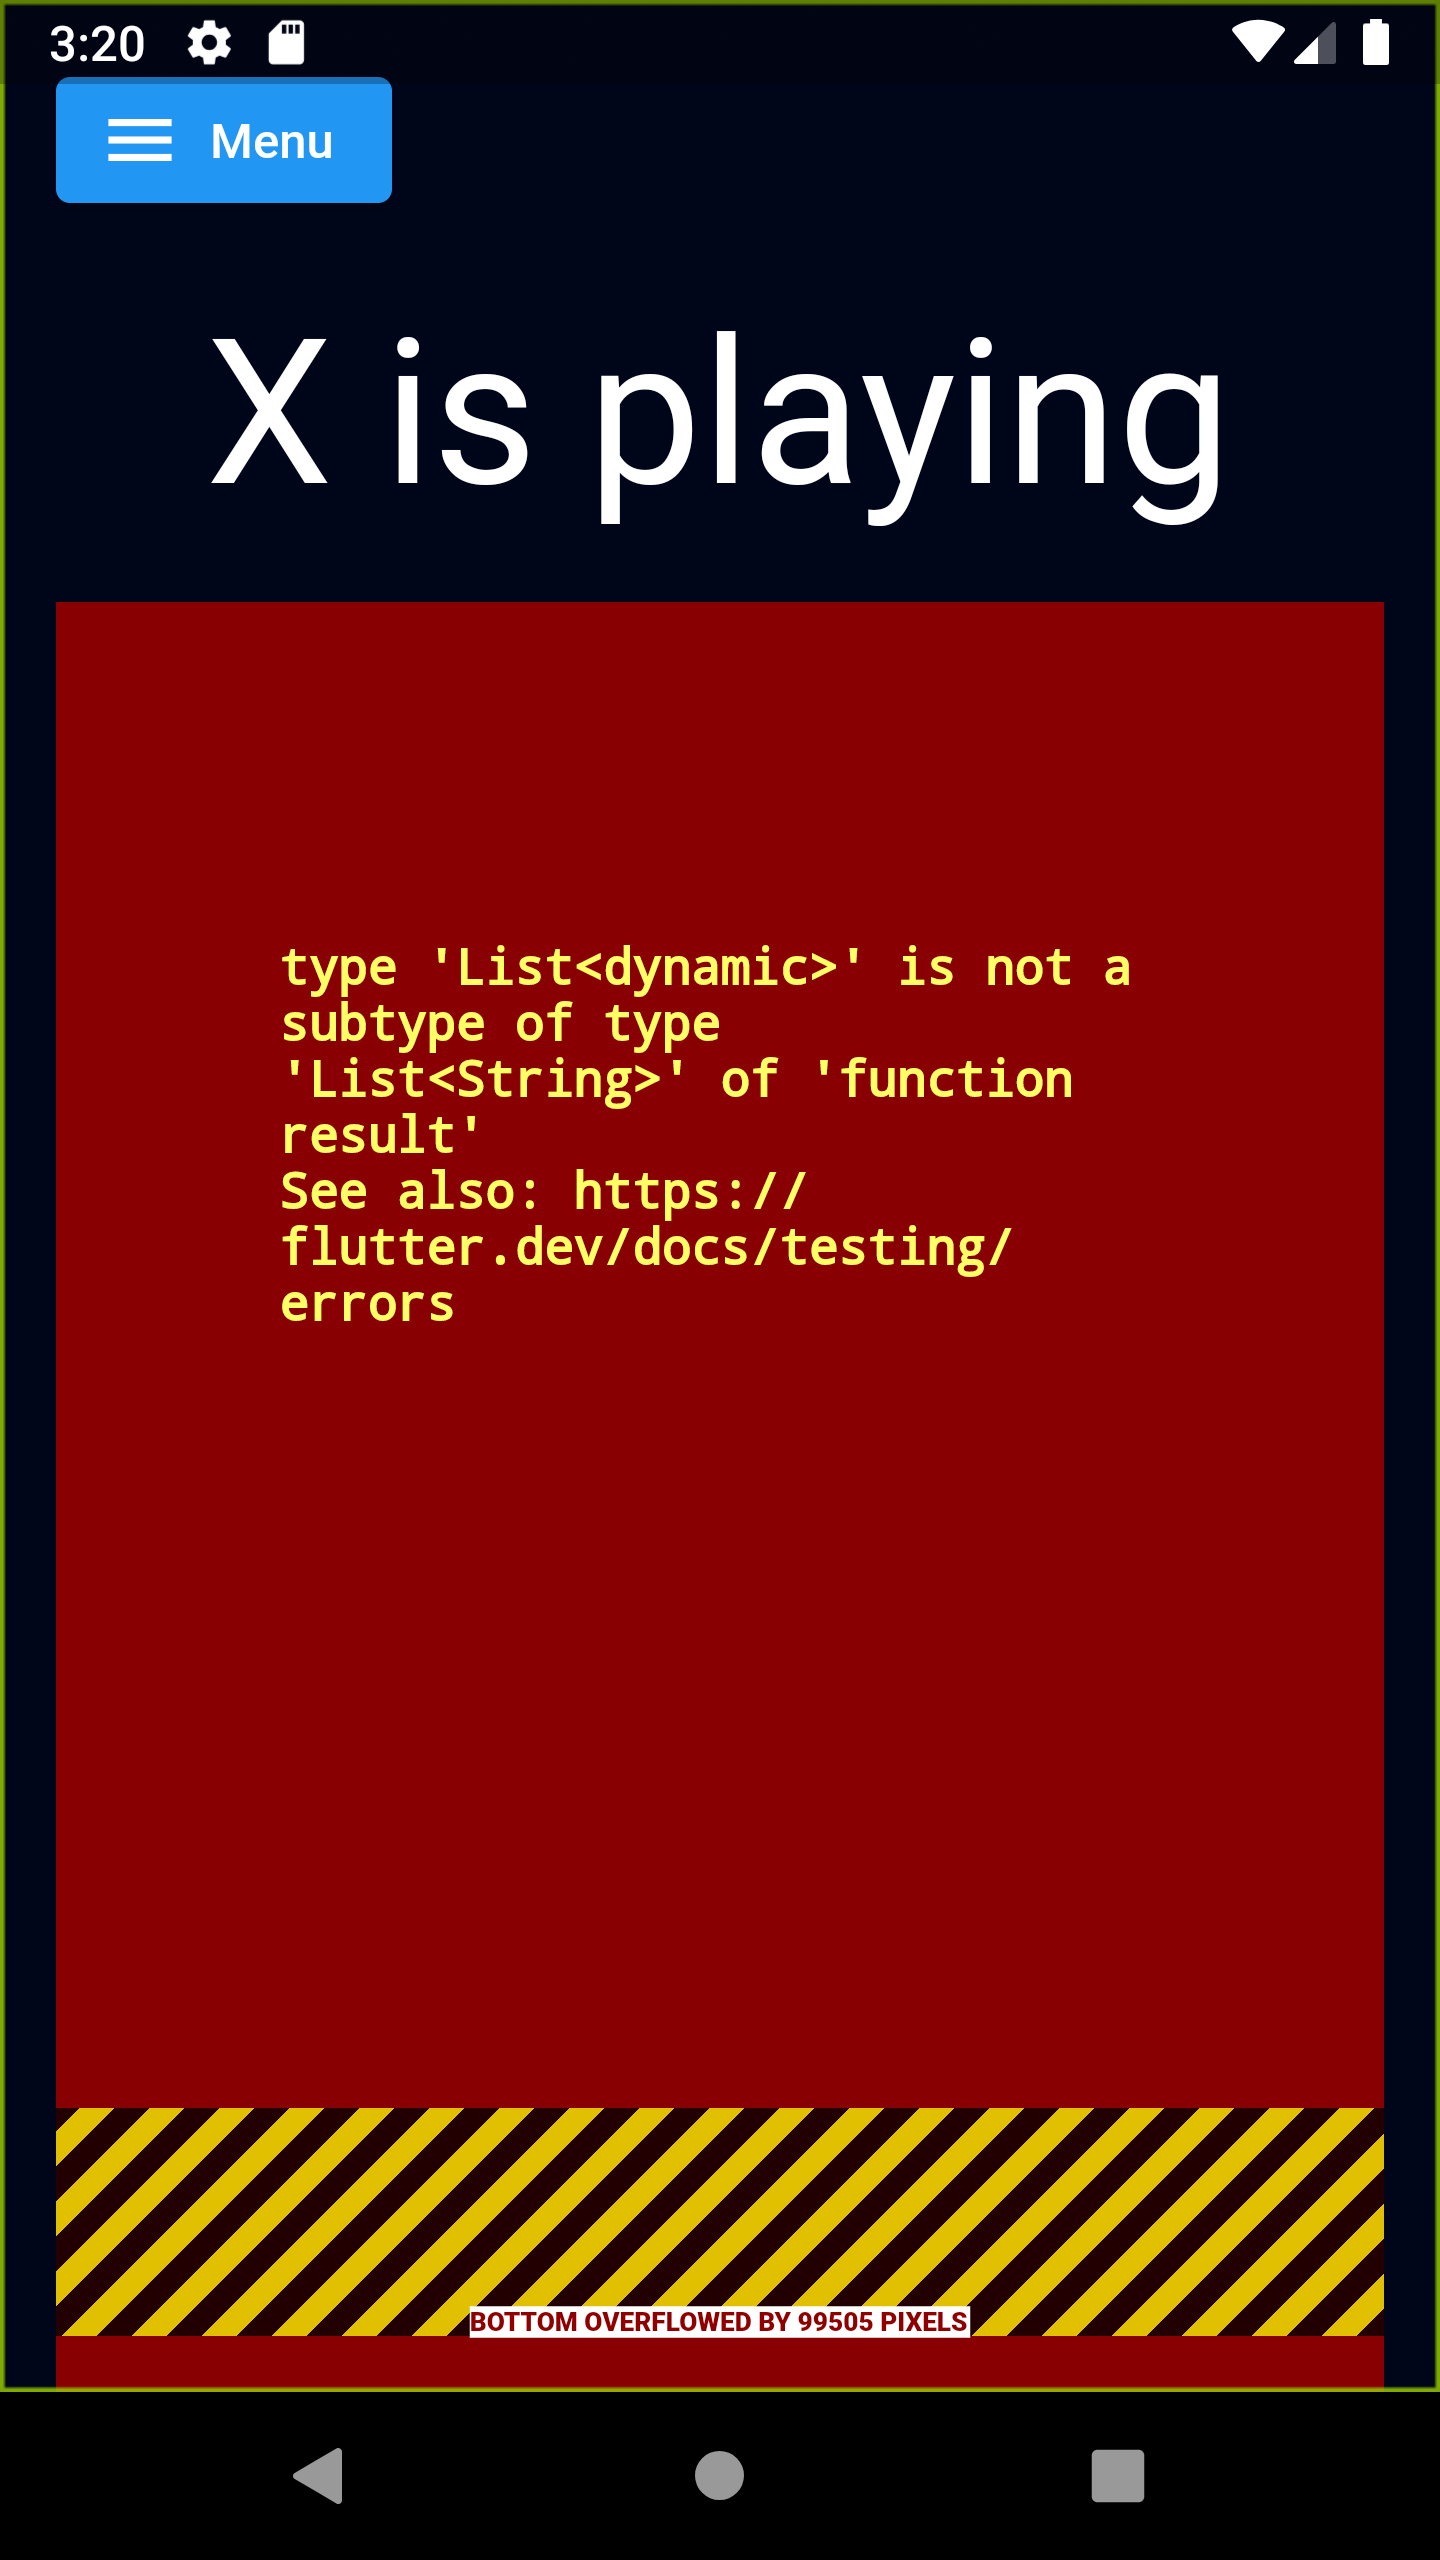 3:20
Menu
X is playing
type 'List<dynamic>' is not a
subtype of type
'List<String>' of 'function
result'
See also: https://
flutter.dev/docs/testing/
errors
BOTTOM OVERFLOWED BY 99505 PIXELS